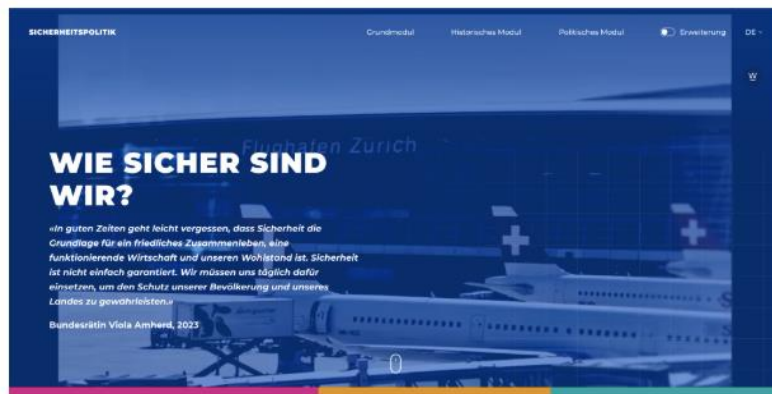 SICHERHEITSPOLITIK
Grundmodul
Historisches Modul
Politisches Modul
Erweiterung
DE
W
Flughafen Zürich
WIE SICHER SIND
WIR?
«In guten Zeiten geht leicht vergessen, dass Sicherheit die
Grundlage für ein friedliches Zusammenleben, eine
funktionierende Wirtschaft und unseren Wohlstand ist. Sicherheit
ist nicht einfach garantiert. Wir müssen uns täglich dafür
einsetzen, um den Schutz unserer Bevölkerung und unseres
Landes zu gewährleisten.»
Bundesrätin Viola Amherd, 2023